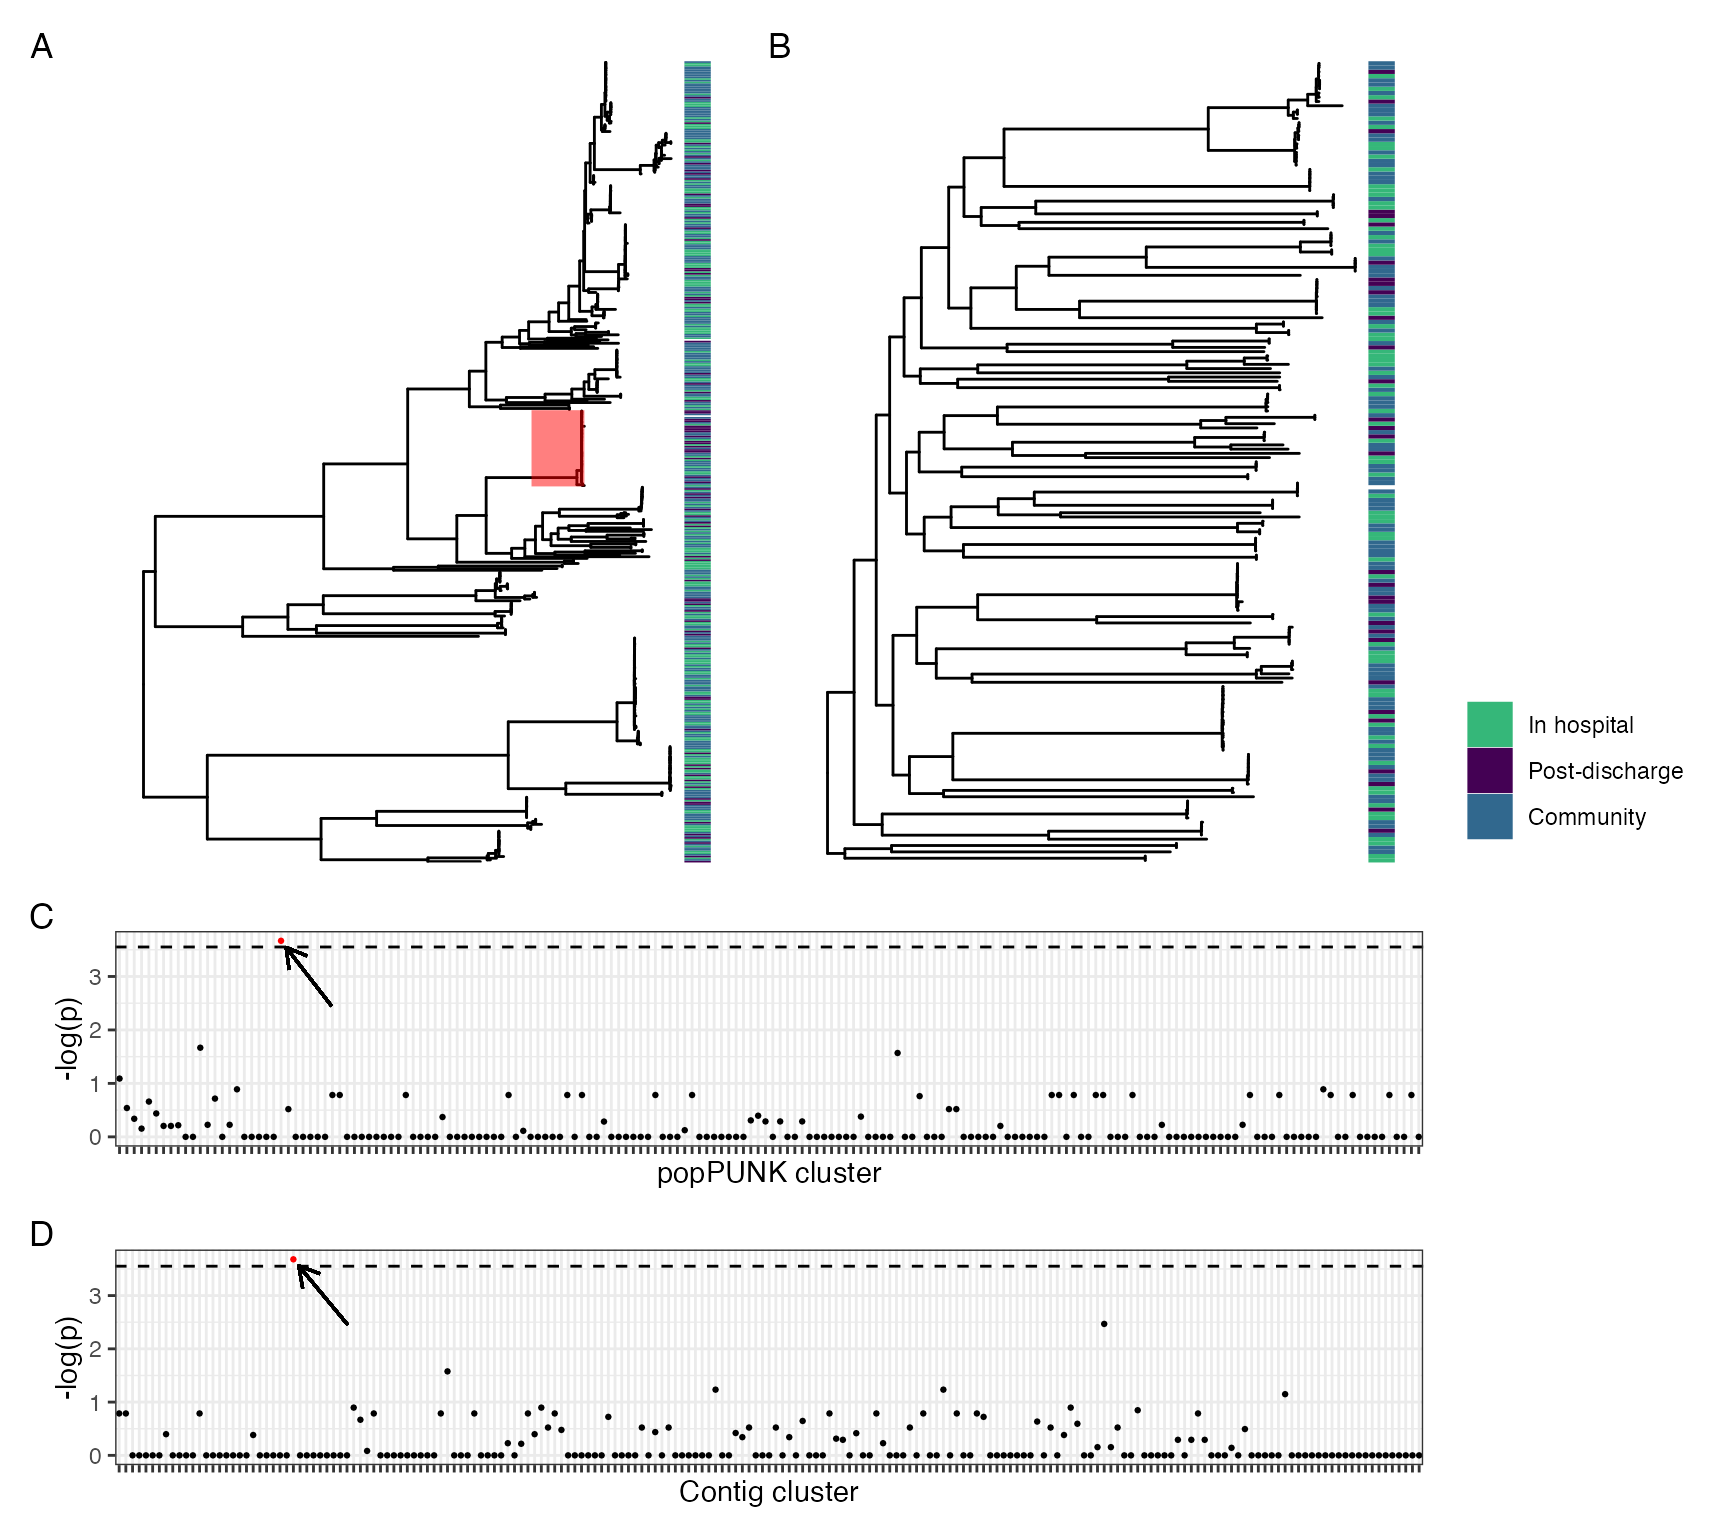 A
B
In hospital
Post-discharge
Community
C
-log(p)
3
2
1
0
popPUNK cluster
D
-log(p)
3
2
1
0
Contig cluster